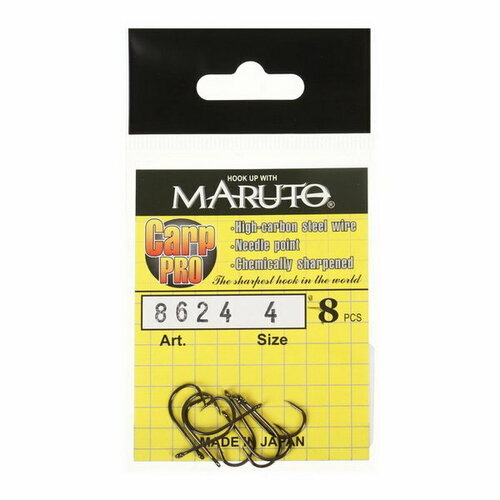 HOOK UP WITH
MARUTO®
Carp
PRO
·High-carbon steel wire
·Needle point
·Chemically sharpened
The sharpest hook in the world
8624 4 8 PCS
Art. Size
MADE IN JAPAN